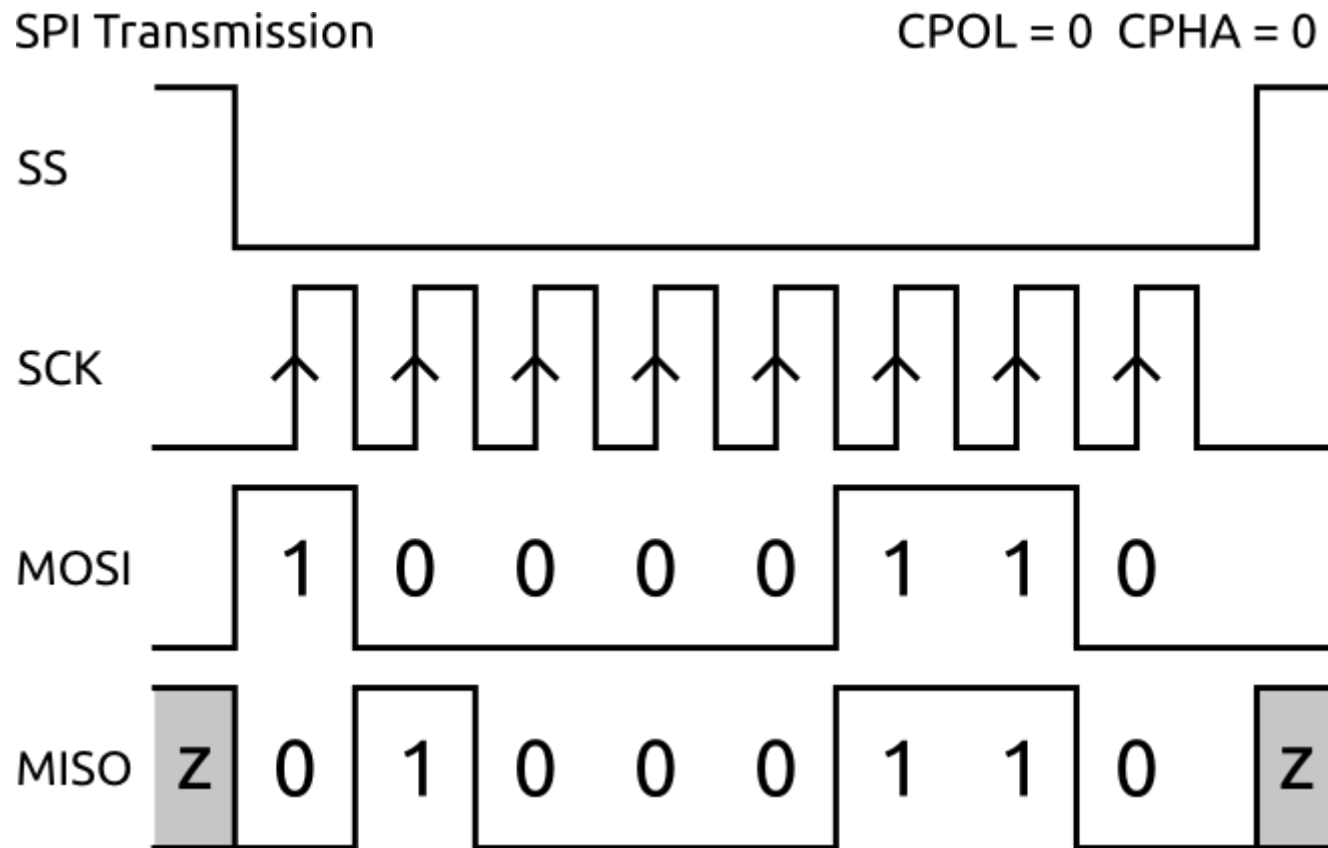 SPI Transmission CPOL = 0 CPHA = 0
SS
SCK
MOSI 1 0 0 0 0 1 1 0
MISO Z 0 1 0 0 0 1 1 0 Z